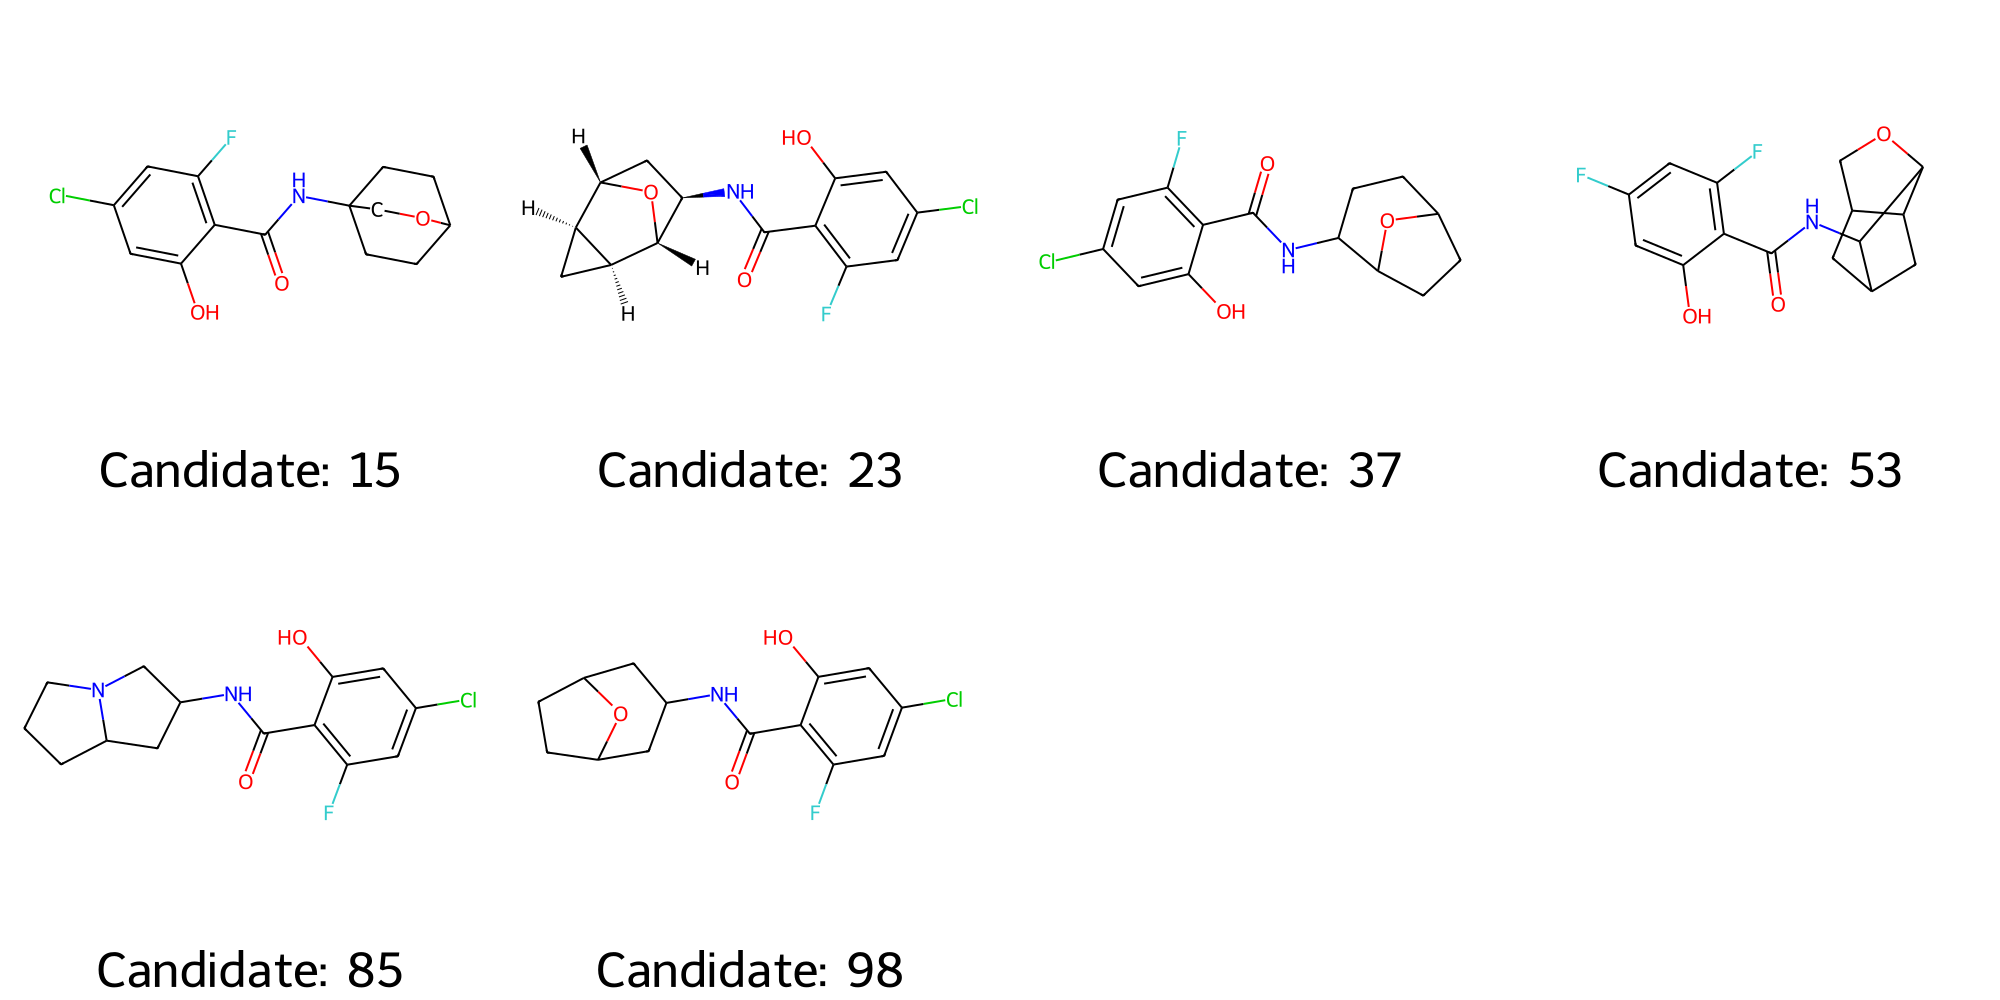 F Cl H N C O O OH
H H O H H NH O HO Cl F
F Cl O N H O OH
F F O H N O OH
N NH O HO Cl F
O NH O HO Cl F
Candidate: 15
Candidate: 23
Candidate: 37
Candidate: 53
Candidate: 85
Candidate: 98